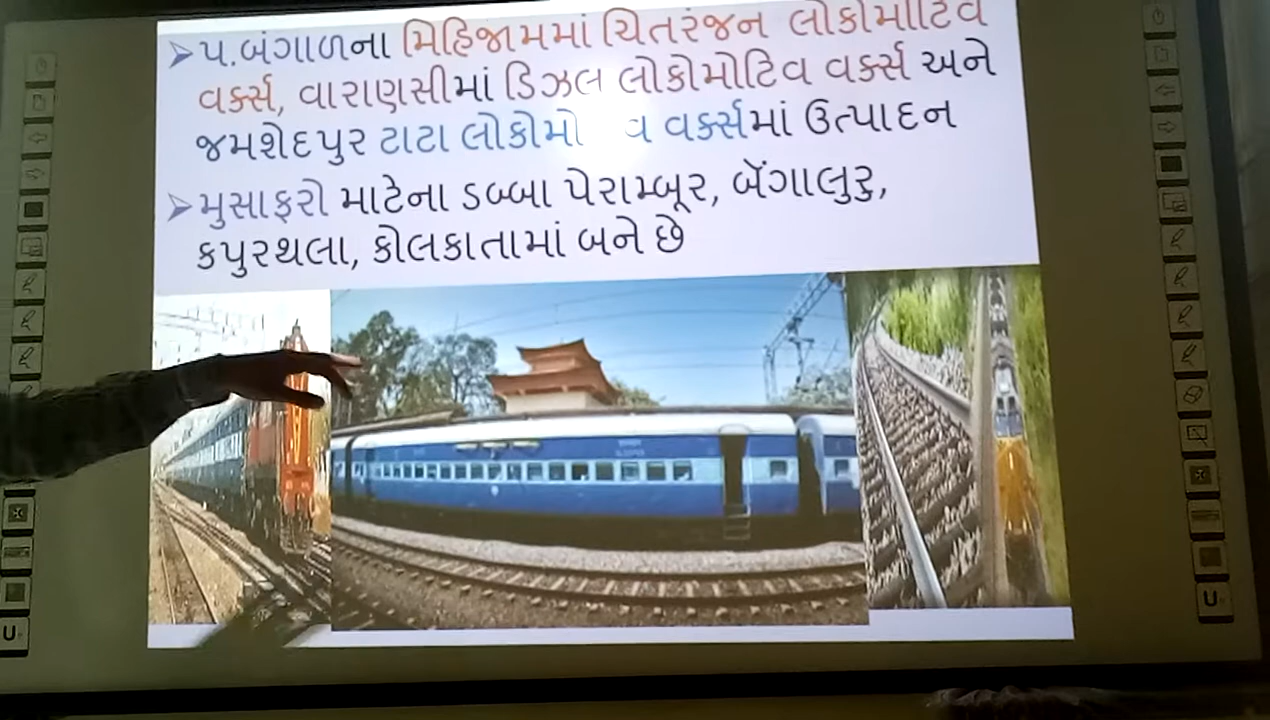 ➢પ.બંગાળના મિહિજામમાં ચિતરંજન લોકોમોટિવ
વર્ક્સ, વારાણસીમાં ડિઝલ લોકોમોટિવ વર્ક્સ અને
જમશેદપુર ટાટા લોકોમો વ વર્ક્સમાં ઉત્પાદન
➢મુસાફરો માટેના ડબ્બા પેરામ્બૂર, બેંગાલુરુ,
કપુરથલા, કોલકાતામાં બને છે